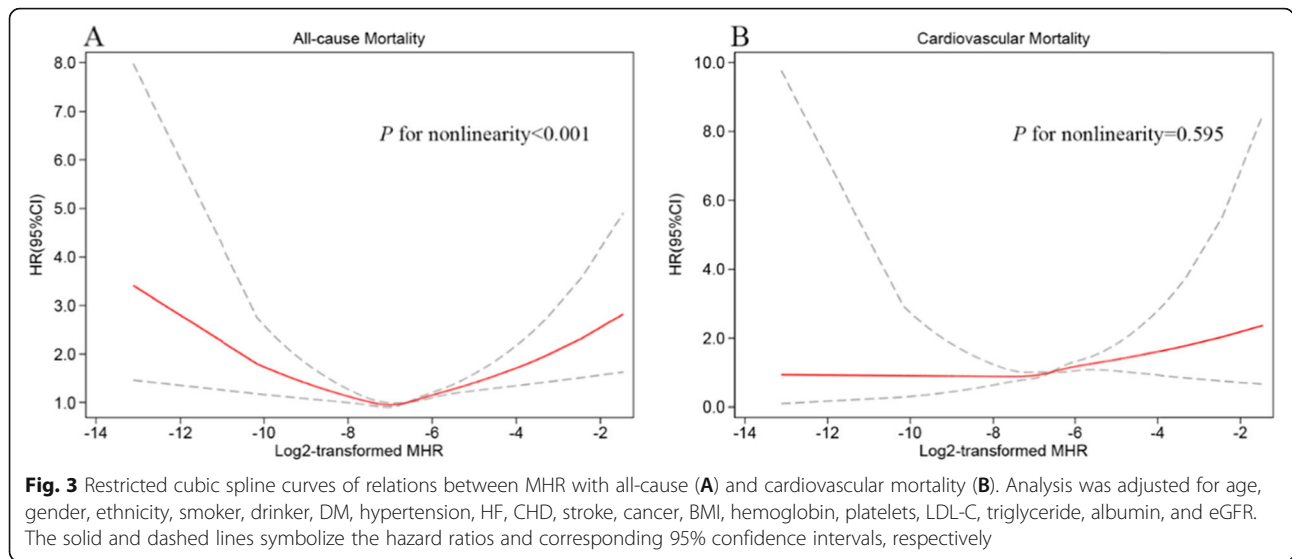 A
All-cause Mortality
8.0
7.0
6.0
5.0
4.0
3.0
2.0
1.0
HR(95%CI)
P for nonlinearity<0.001
-14 -12 -10 -8 -6 -4 -2
Log2-transformed MHR
B
Cardiovascular Mortality
10.0
8.0
6.0
4.0
2.0
0.0
HR(95%CI)
P for nonlinearity=0.595
-14 -12 -10 -8 -6 -4 -2
Log2-transformed MHR
Fig. 3 Restricted cubic spline curves of relations between MHR with all-cause (A) and cardiovascular mortality (B). Analysis was adjusted for age,
gender, ethnicity, smoker, drinker, DM, hypertension, HF, CHD, stroke, cancer, BMI, hemoglobin, platelets, LDL-C, triglyceride, albumin, and eGFR.
The solid and dashed lines symbolize the hazard ratios and corresponding 95% confidence intervals, respectively